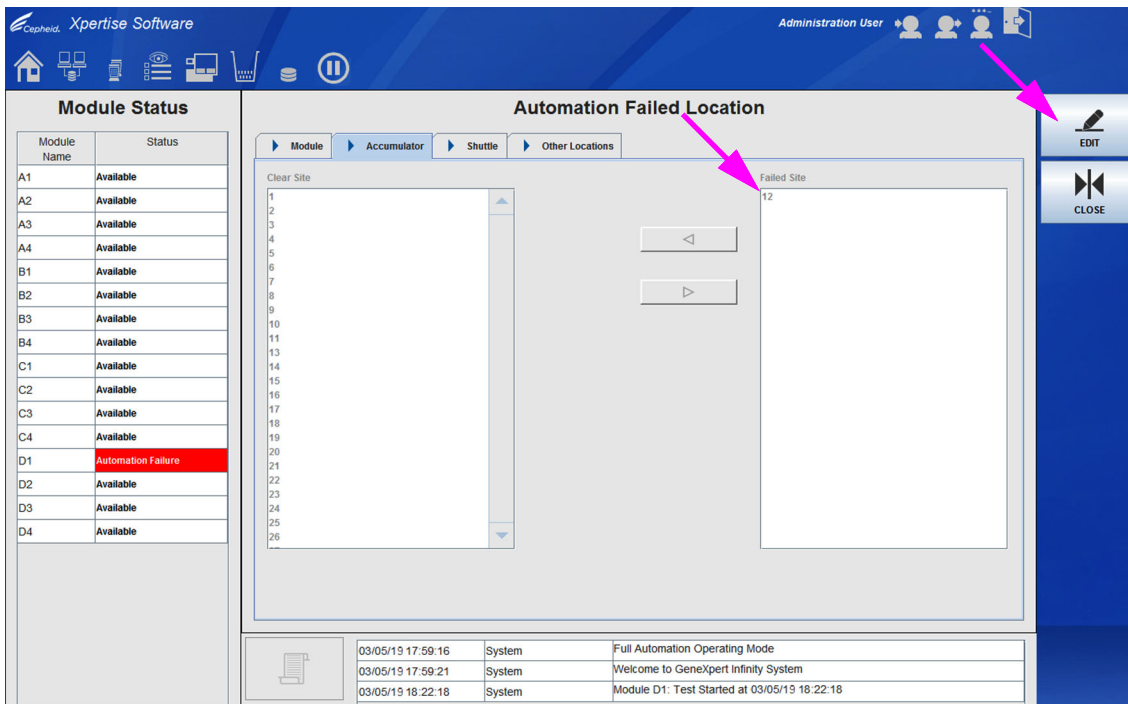 Cepheid. Xpertise Software
Administration User
Module Status
Module Name
Status
A1 Available
A2 Available
A3 Available
A4 Available
B1 Available
B2 Available
B3 Available
B4 Available
C1 Available
C2 Available
C3 Available
C4 Available
D1 Automation Failure
D2 Available
D3 Available
D4 Available
Automation Failed Location
Module Accumulator Shuttle Other Locations
Clear Site
1
2
3
4
5
6
7
8
9
10
11
13
14
15
16
17
18
19
20
21
22
23
24
25
26
Failed Site
12
EDIT
CLOSE
03/05/19 17:59:16 System Full Automation Operating Mode
03/05/19 17:59:21 System Welcome to GeneXpert Infinity System
03/05/19 18:22:18 System Module D1: Test Started at 03/05/19 18:22:18